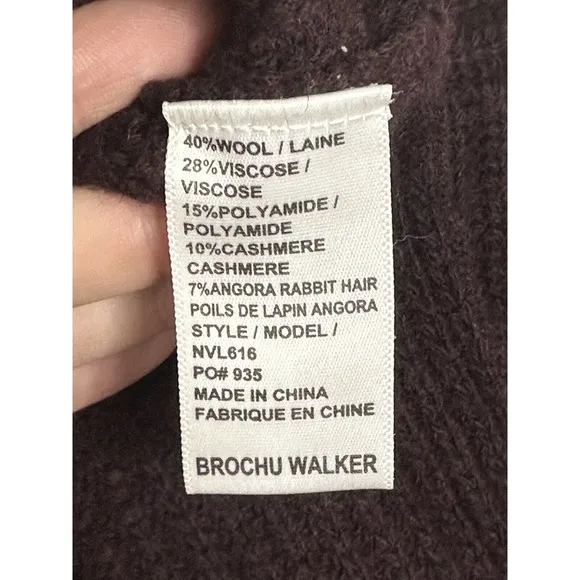 40%WOOL / LAINE
28%VISCOSE /
VISCOSE
15%POLYAMIDE /
POLYAMIDE
10%CASHMERE
CASHMERE
7%ANGORA RABBIT HAIR
POILS DE LAPIN ANGORA
STYLE / MODEL /
NVL616
PO# 935
MADE IN CHINA
FABRIQUE EN CHINE
BROCHU WALKER